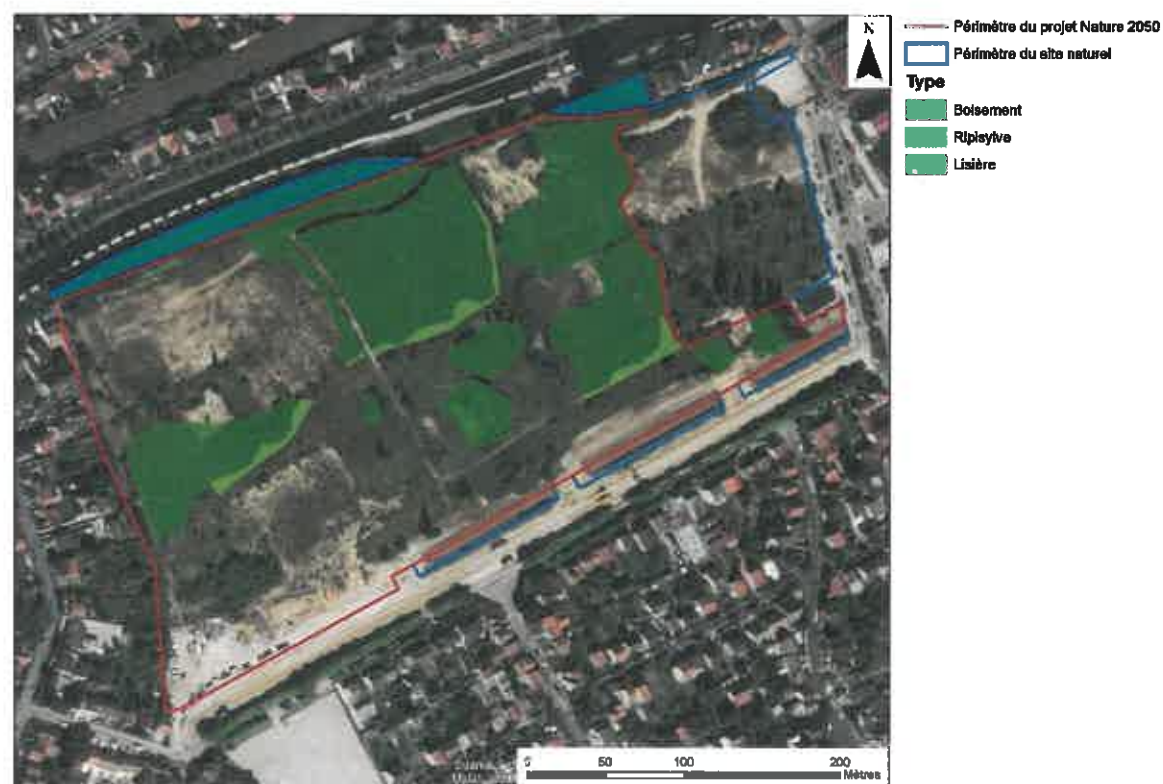 N
Périmètre du projet Nature 2050
Périmètre du site naturel
Type
Boisement
Ripisylve
Lisière
0 50 100 200
Mètres